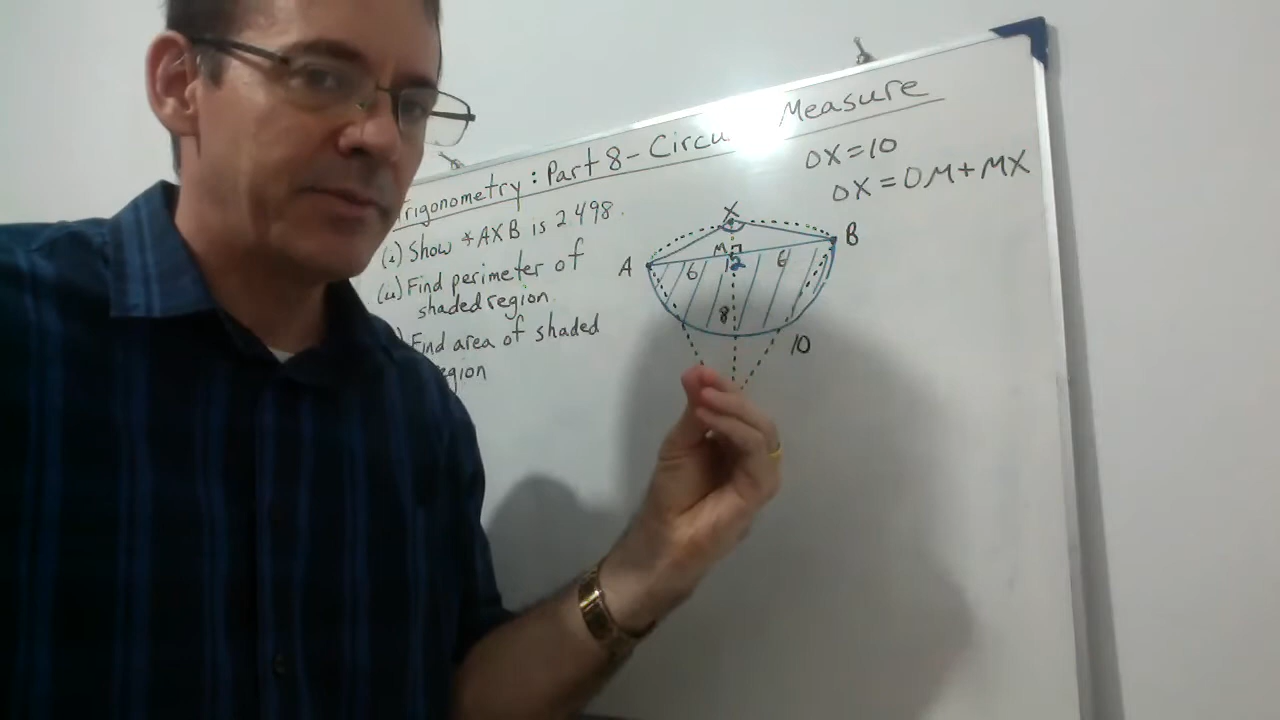 Trigonometry: Part 8 - Circu Measure
(i) Show ∢AXB is 2.498.
(ii) Find perimeter of
shaded region
) Find area of shaded
egion
OX = 10
OX = OM + MX
X
M
B
A
6
12
6
8
10